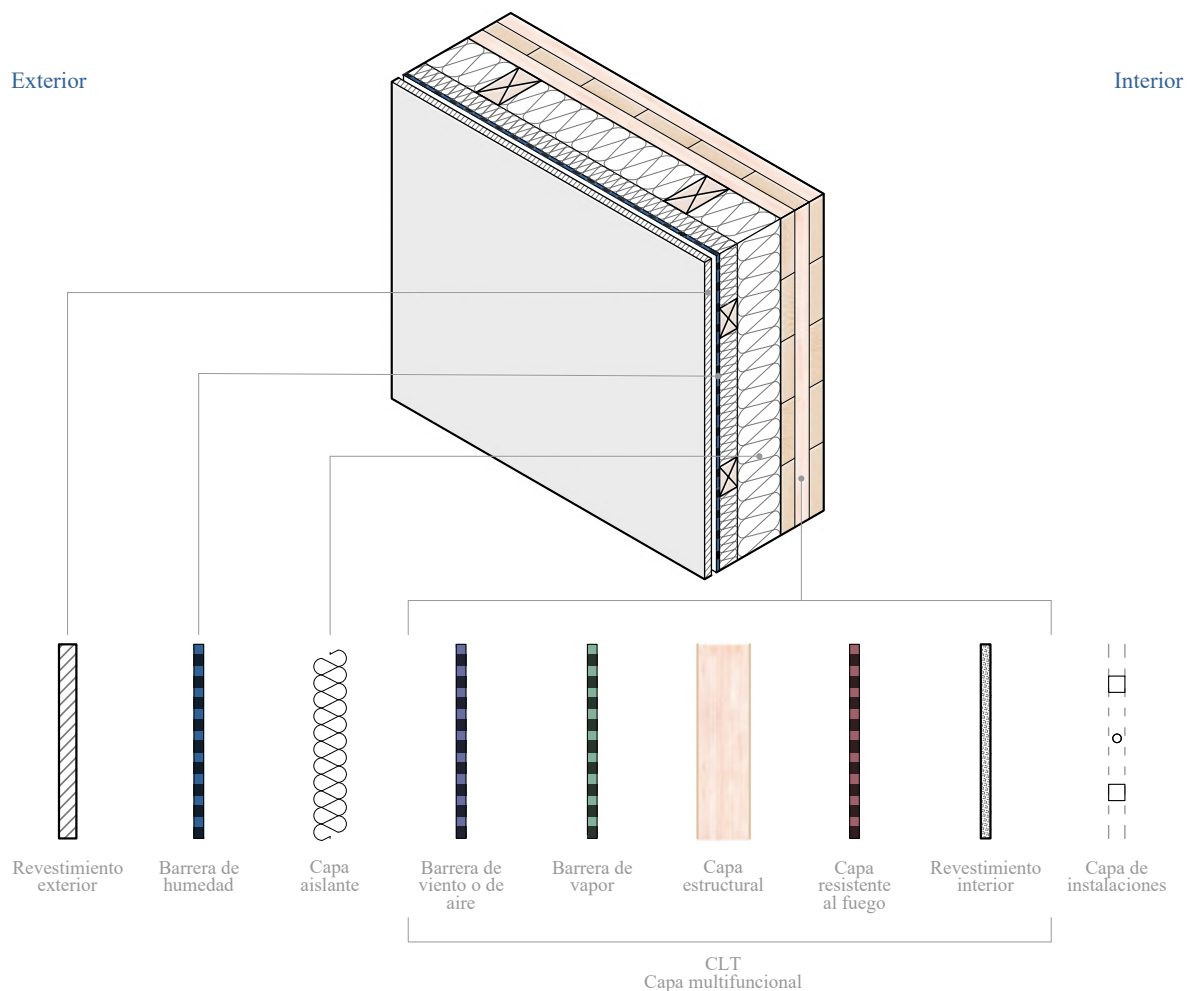 Exterior
Interior
Revestimiento
exterior
Barrera de
humedad
Capa
aislante
Barrera de
viento o de
aire
Barrera de
vapor
Capa
estructural
Capa
resistente
al fuego
Revestimiento
interior
Capa de
instalaciones
CLT
Capa multifuncional